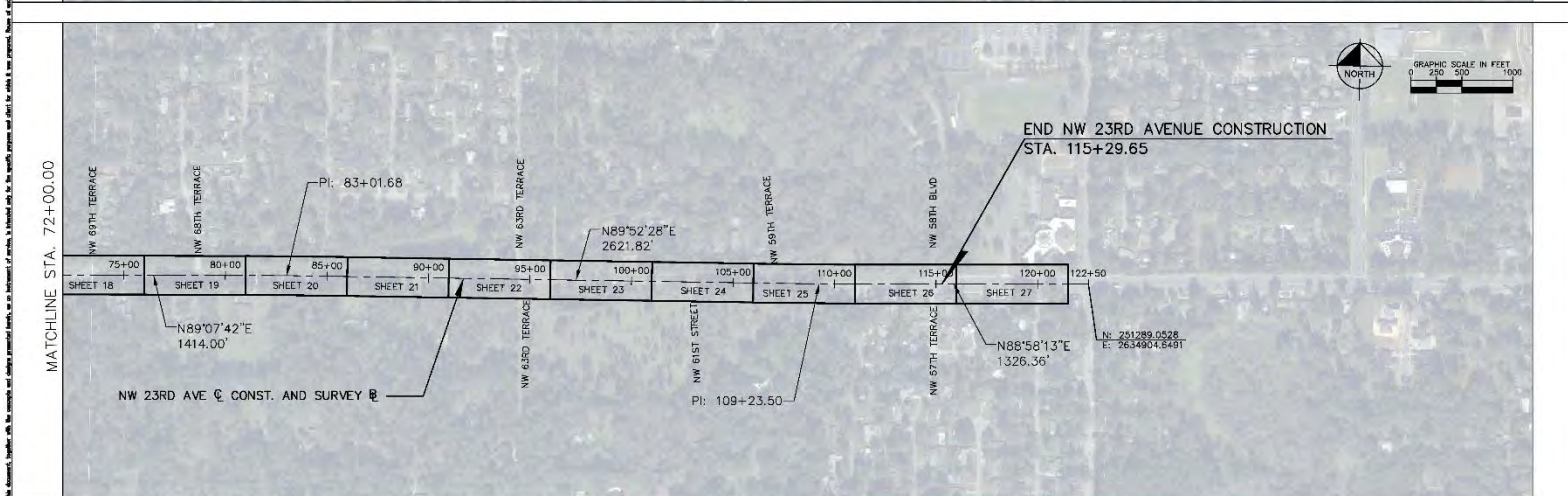 NORTH
GRAPHIC SCALE IN FEET
0 250 500 1000
END NW 23RD AVENUE CONSTRUCTION
STA. 115+29.65
MATCHLINE STA. 72+00.00
NW 69TH TERRACE
NW 68TH TERRACE
PI: 83+01.68
NW 63RD TERRACE
N89°52'28"E
2621.82'
NW 59TH TERRACE
NW 58TH BLVD
75+00
80+00
85+00
90+00
95+00
100+00
105+00
110+00
115+00
120+00
122+50
SHEET 18
SHEET 19
SHEET 20
SHEET 21
SHEET 22
SHEET 23
SHEET 24
SHEET 25
SHEET 26
SHEET 27
N89°07'42"E
1414.00'
NW 63RD TERRACE
NW 61ST STREET
NW 57TH TERRACE
N88°58'13"E
1326.36'
N: 251289.0528
E: 2634904.6491
NW 23RD AVE ℄ CONST. AND SURVEY BL
PI: 109+23.50